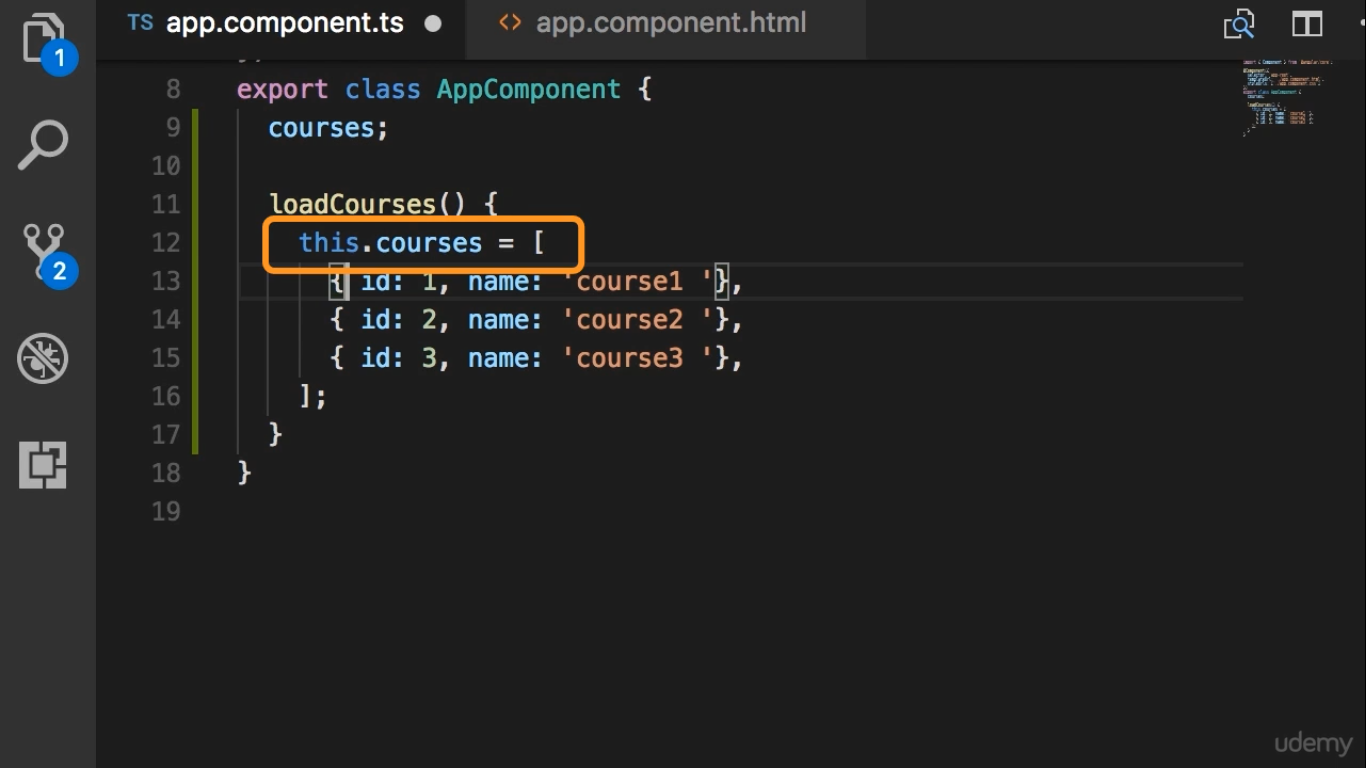 TS app.component.ts
<> app.component.html
1
2
8 export class AppComponent {
9 courses;
10
11 loadCourses() {
12 this.courses = [
13 { id: 1, name: 'course1 '},
14 { id: 2, name: 'course2 '},
15 { id: 3, name: 'course3 '},
16 ];
17 }
18 }
19
udemy